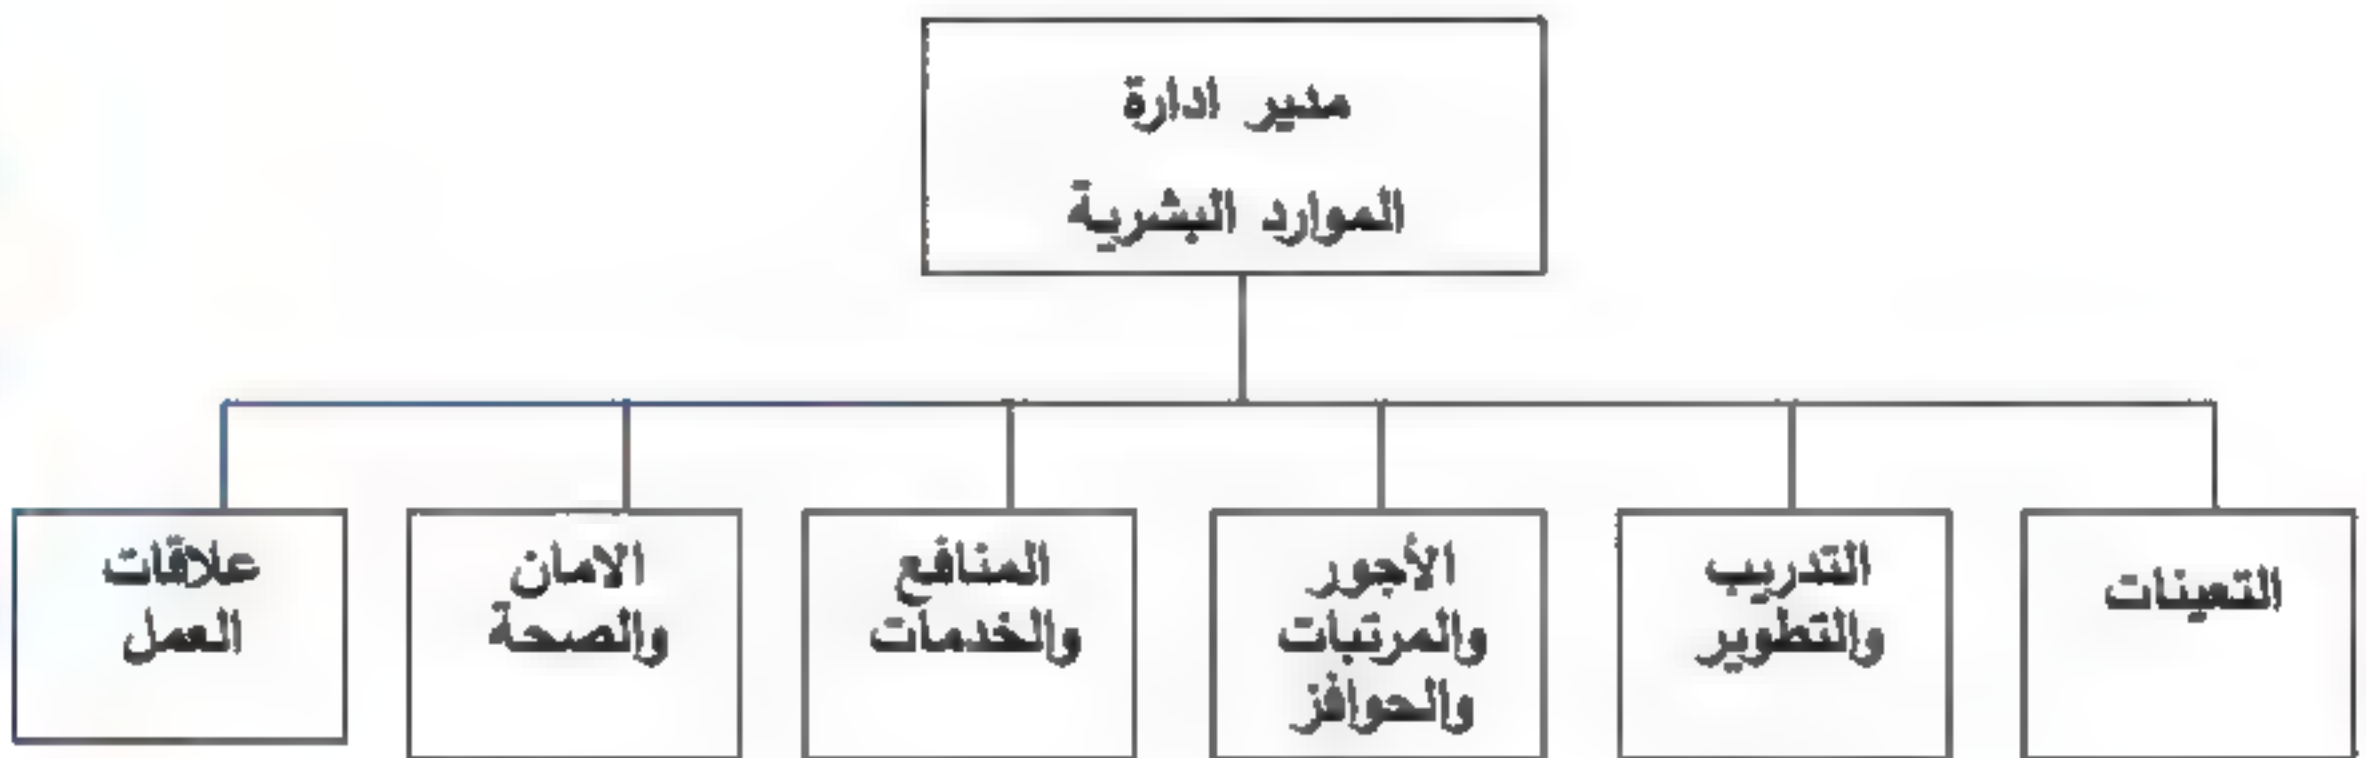 مدير ادارة
الموارد البشرية
التعينات
التدريب
والتطوير
الأجور
والمرتبات
والحوافز
المنافع
والخدمات
الامان
والصحة
علاقات
العمل